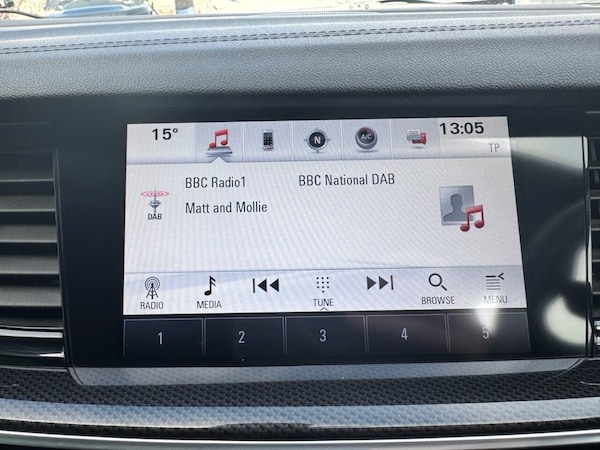 15° 13:05
N A/C
TP
BBC Radio1 BBC National DAB
DAB Matt and Mollie
RADIO MEDIA TUNE BROWSE MENU
1 2 3 4 5